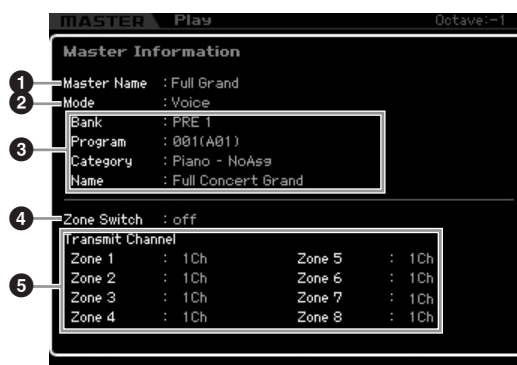 MASTER Play Octave:-1
Master Information
1 Master Name : Full Grand
2 Mode : Voice
3
Bank : PRE 1
Program : 001(A01)
Category : Piano - NoAsg
Name : Full Concert Grand
4 Zone Switch : off
5
Transmit Channel
Zone 1 : 1Ch Zone 5 : 1Ch
Zone 2 : 1Ch Zone 6 : 1Ch
Zone 3 : 1Ch Zone 7 : 1Ch
Zone 4 : 1Ch Zone 8 : 1Ch